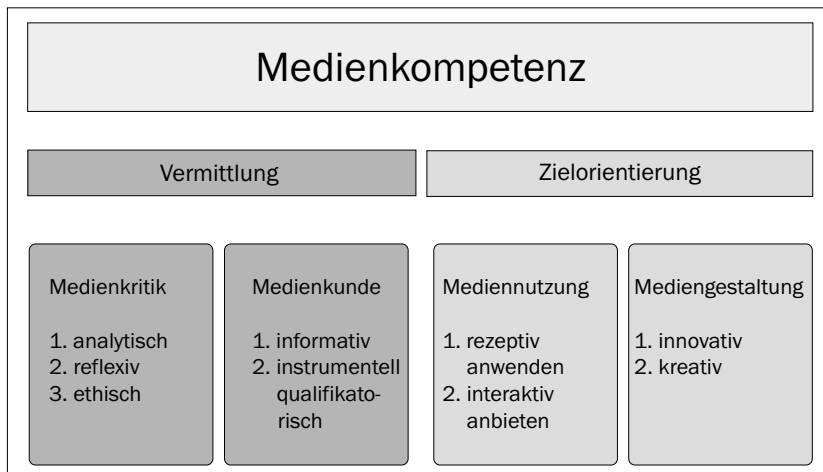 Medienkompetenz
Vermittlung
Zielorientierung
Medienkritik
1. analytisch
2. reflexiv
3. ethisch
Medienkunde
1. informativ
2. instrumentell
qualifikato-
risch
Mediennutzung
1. rezeptiv
anwenden
2. interaktiv
anbieten
Mediengestaltung
1. innovativ
2. kreativ